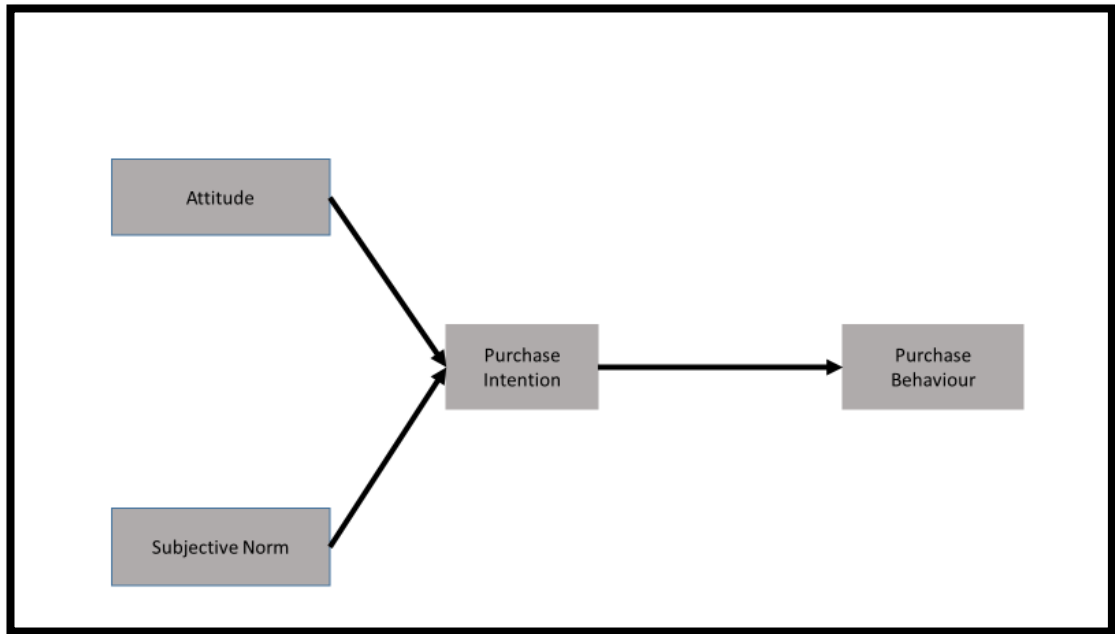 Attitude
Purchase
Intention
Purchase
Behaviour
Subjective Norm